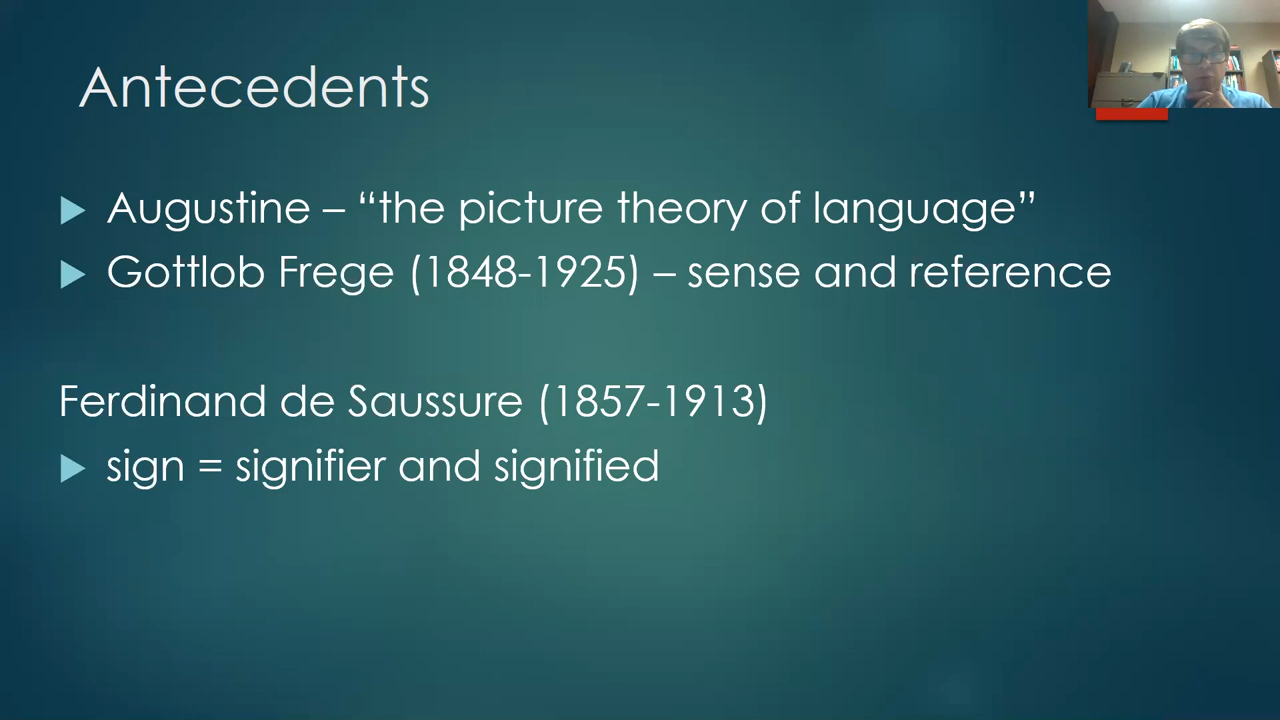 Antecedents
Augustine – “the picture theory of language”
Gottlob Frege (1848-1925) – sense and reference
Ferdinand de Saussure (1857-1913)
sign = signifier and signified